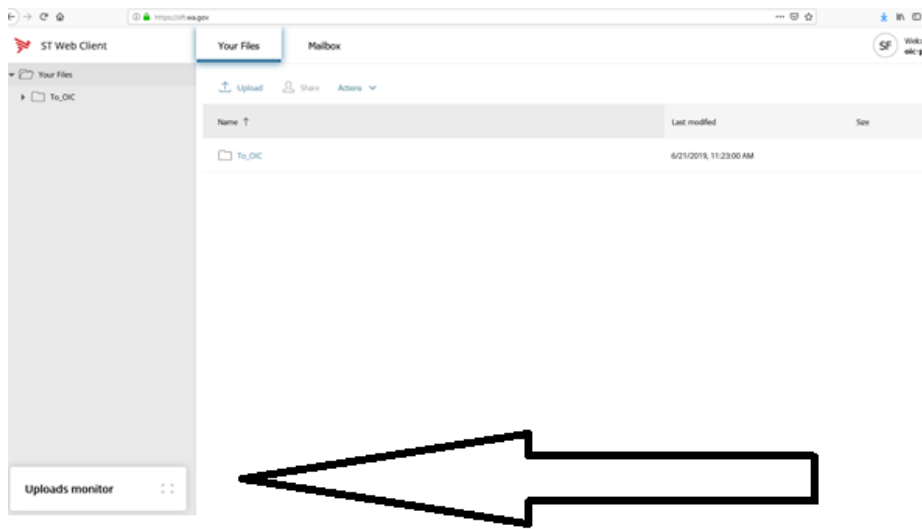 https://sft.wa.gov
ST Web Client
Your Files Mailbox
SF
Your Files
To_OIC
Upload Share Actions
Name ↑ Last modified Size
To_OIC 6/21/2019, 11:23:00 AM
Uploads monitor